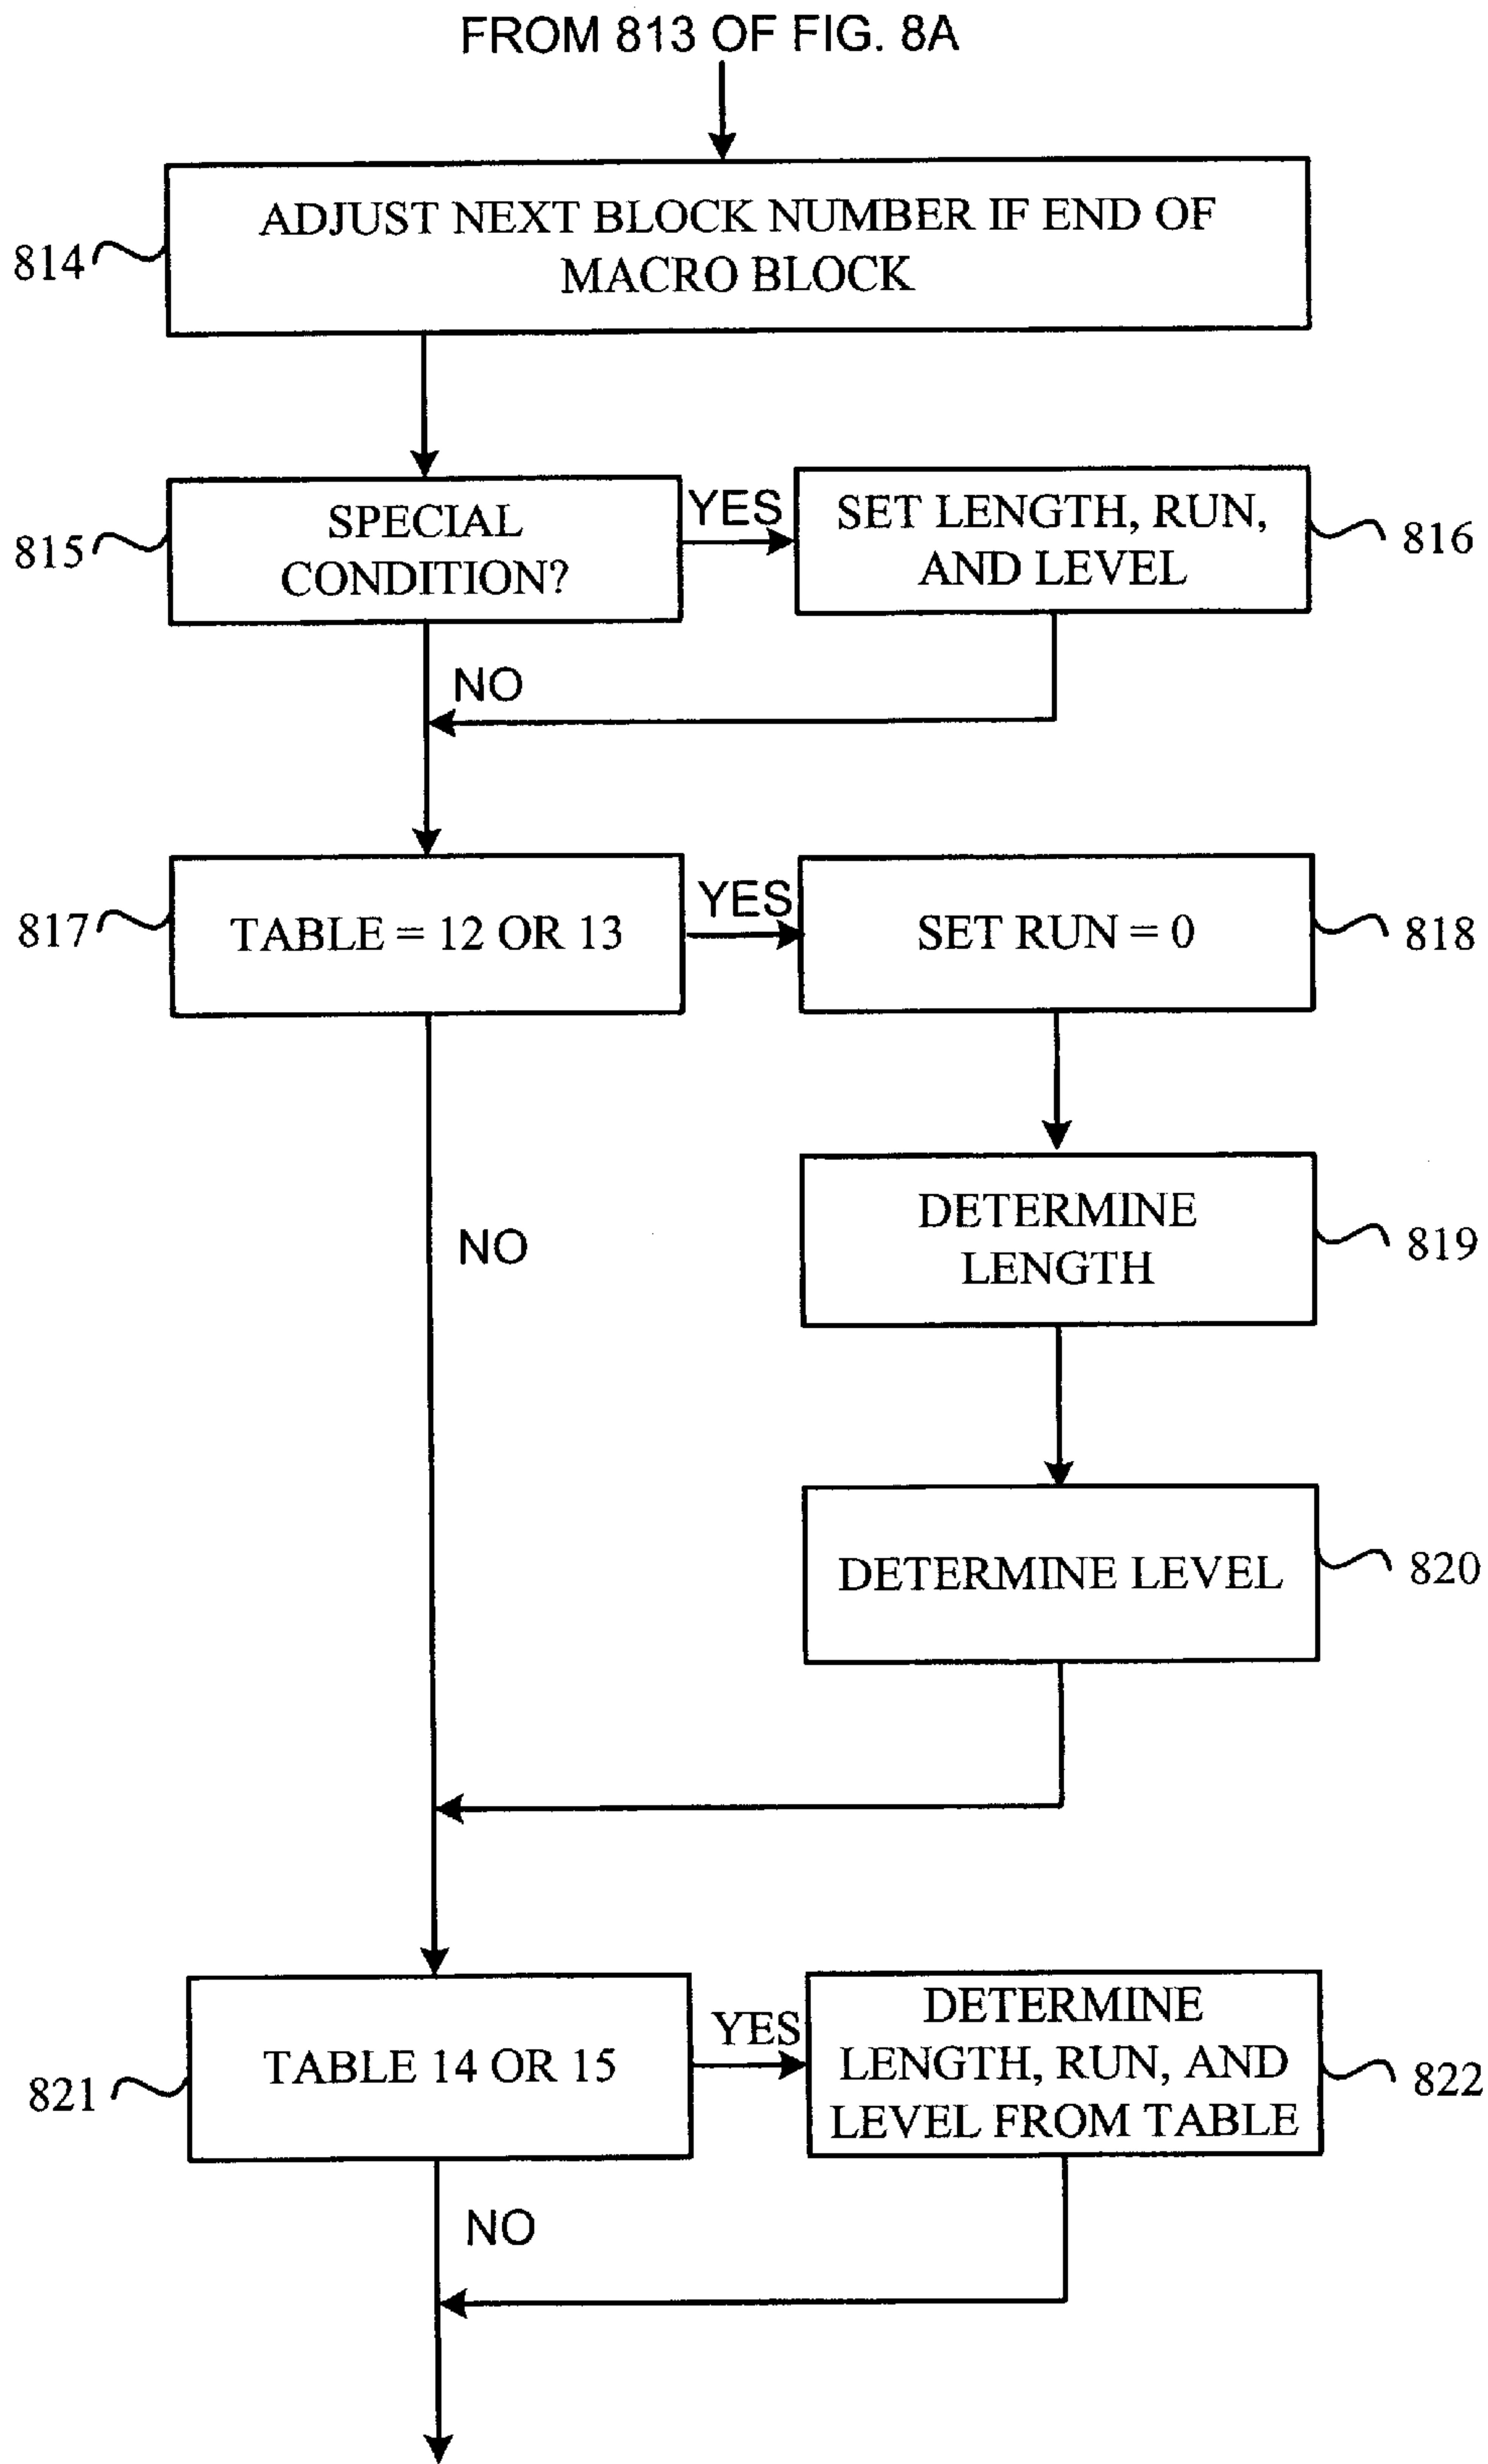 FROM 813 OF FIG. 8A
ADJUST NEXT BLOCK NUMBER IF END OF
MACRO BLOCK
814
SPECIAL
CONDITION?
815
YES
SET LENGTH, RUN,
AND LEVEL
816
NO
TABLE = 12 OR 13
817
YES
SET RUN = 0
818
NO
DETERMINE
LENGTH
819
DETERMINE LEVEL
820
TABLE 14 OR 15
821
YES
DETERMINE
LENGTH, RUN, AND
LEVEL FROM TABLE
822
NO